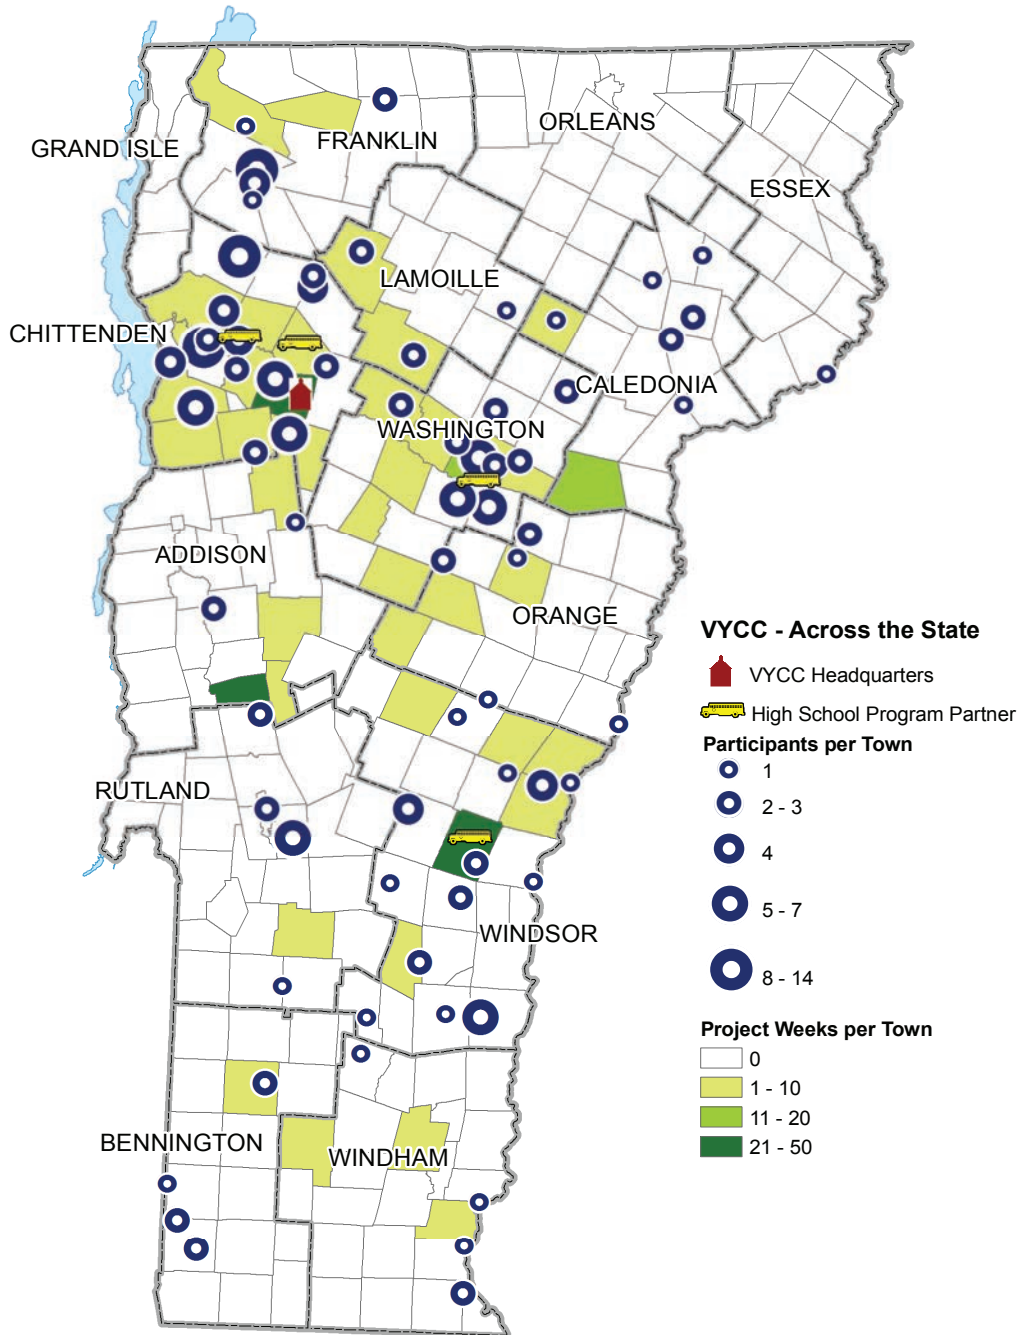 GRAND ISLE
FRANKLIN
ORLEANS
ESSEX
LAMOILLE
CHITTENDEN
CALEDONIA
WASHINGTON
ADDISON
ORANGE
RUTLAND
WINDSOR
BENNINGTON
WINDHAM
VYCC - Across the State
VYCC Headquarters
High School Program Partner
Participants per Town
1
2 - 3
4
5 - 7
8 - 14
Project Weeks per Town
0
1 - 10
11 - 20
21 - 50